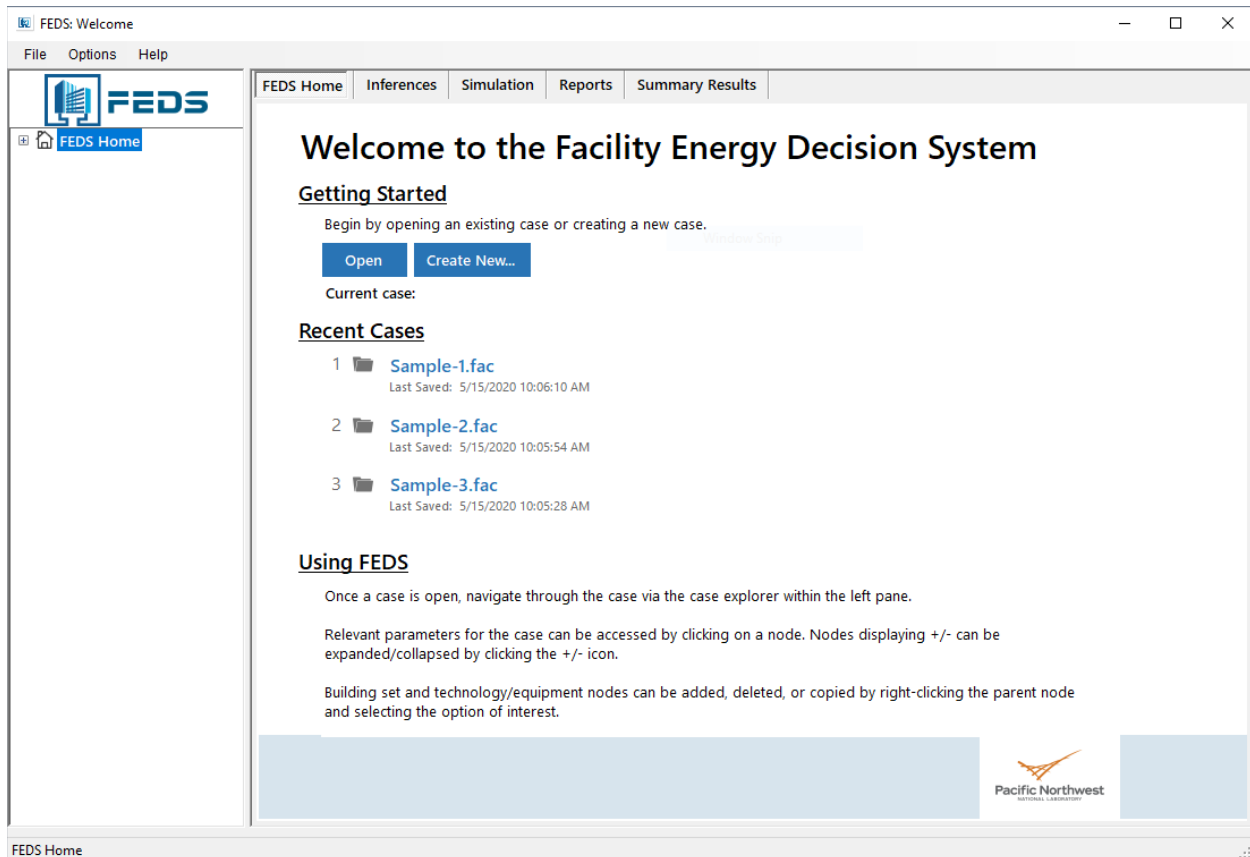 FEDS: Welcome
File Options Help
FEDS
FEDS Home
FEDS Home Inferences Simulation Reports Summary Results
Welcome to the Facility Energy Decision System
Getting Started
Begin by opening an existing case or creating a new case.
Window Snip
Open Create New...
Current case:
Recent Cases
1 Sample-1.fac
Last Saved: 5/15/2020 10:06:10 AM
2 Sample-2.fac
Last Saved: 5/15/2020 10:05:54 AM
3 Sample-3.fac
Last Saved: 5/15/2020 10:05:28 AM
Using FEDS
Once a case is open, navigate through the case via the case explorer within the left pane.
Relevant parameters for the case can be accessed by clicking on a node. Nodes displaying +/- can be
expanded/collapsed by clicking the +/- icon.
Building set and technology/equipment nodes can be added, deleted, or copied by right-clicking the parent node
and selecting the option of interest.
Pacific Northwest
NATIONAL LABORATORY
FEDS Home